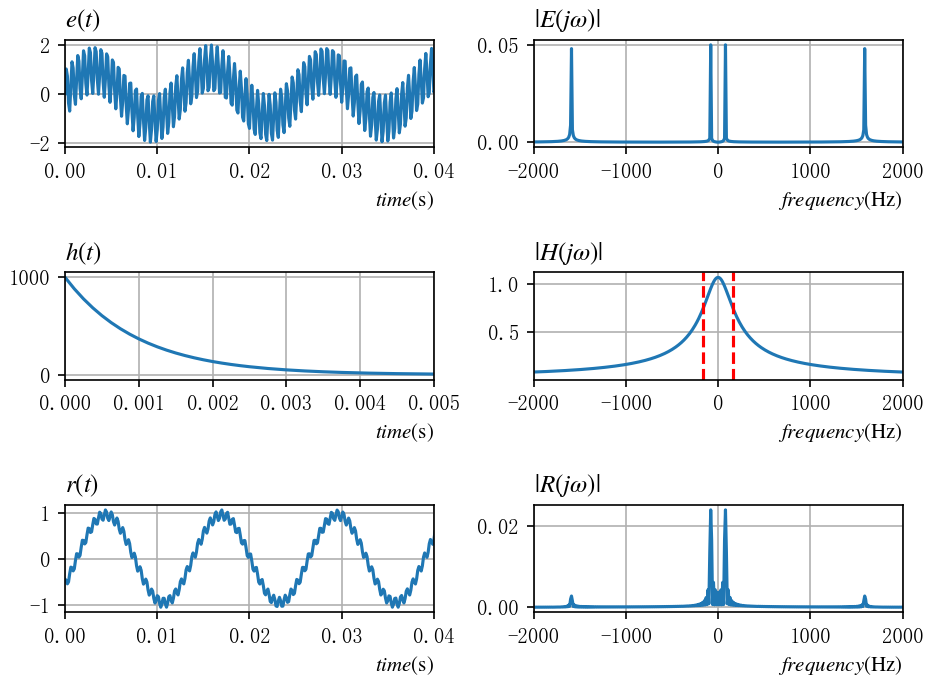 e(t)
2
0
-2
0.00 0.01 0.02 0.03 0.04
time(s)
|E(jω)|
0.05
0.00
-2000 -1000 0 1000 2000
frequency(Hz)
h(t)
1000
0
0.000 0.001 0.002 0.003 0.004 0.005
time(s)
|H(jω)|
1.0
0.5
-2000 -1000 0 1000 2000
frequency(Hz)
r(t)
1
0
-1
0.00 0.01 0.02 0.03 0.04
time(s)
|R(jω)|
0.02
0.00
-2000 -1000 0 1000 2000
frequency(Hz)